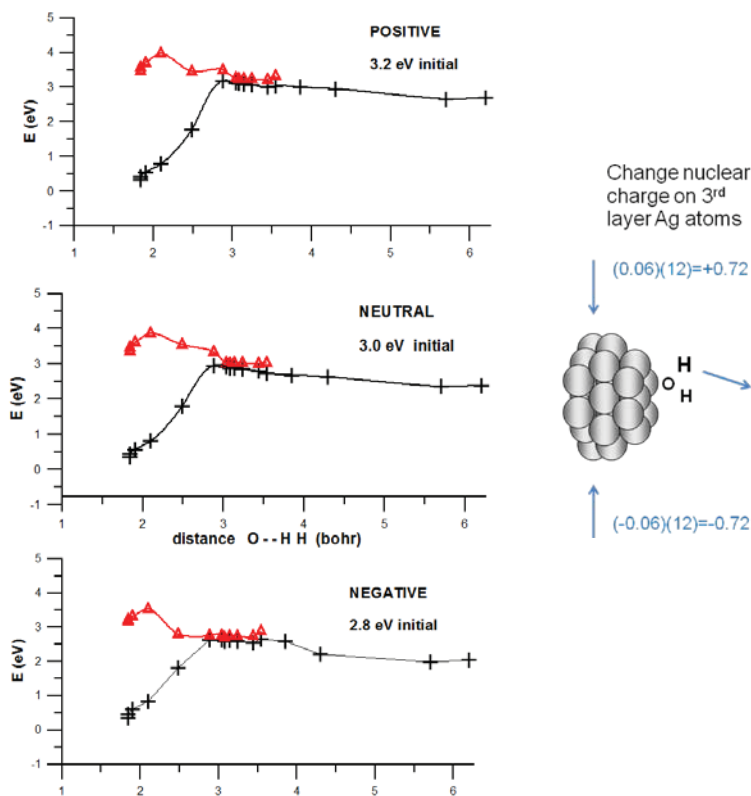 5
4
3
2
1
0
-1
E (eV)
POSITIVE
3.2 eV initial
1
2
3
4
5
6
5
4
3
2
1
0
-1
E (eV)
NEUTRAL
3.0 eV initial
1
2
3
4
5
6
distance O--HH (bohr)
5
4
3
2
1
0
-1
E (eV)
NEGATIVE
2.8 eV initial
1
2
3
4
5
6
Change nuclear
charge on 3rd
layer Ag atoms
(0.06)(12)=+0.72
H
O
H
(-0.06)(12)=-0.72